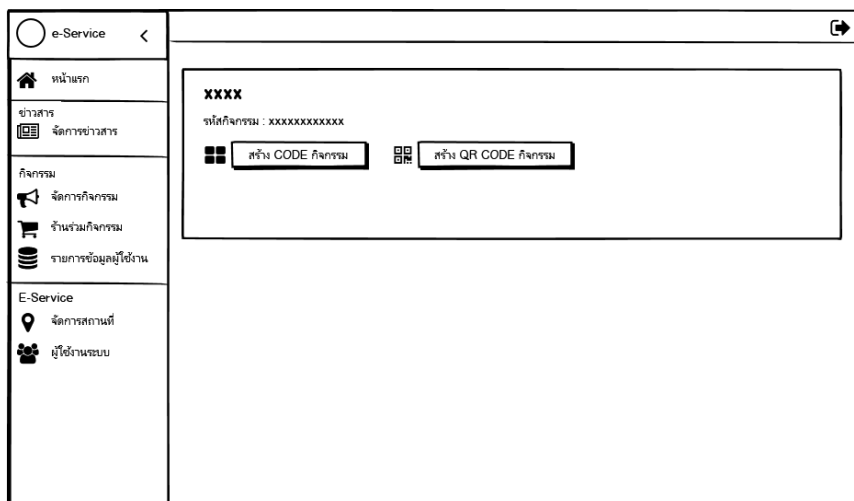 e-Service
หน้าแรก
ข่าวสาร
จัดการข่าวสาร
กิจกรรม
จัดการกิจกรรม
ร้านร่วมกิจกรรม
รายการข้อมูลผู้ใช้งาน
E-Service
จัดการสถานที่
ผู้ใช้งานระบบ
xxxx
รหัสกิจกรรม : xxxxxxxxxxxx
สร้าง CODE กิจกรรม
สร้าง QR CODE กิจกรรม